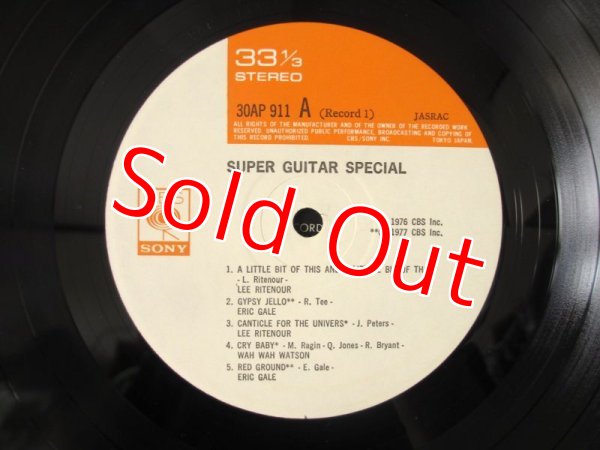 33 1/3
STEREO
30AP 911 A (Record 1) JASRAC
ALL RIGHTS OF THE MANUFACTURER AND OF THE OWNER OF THE RECORDED WORK
RESERVED. UNAUTHORIZED PUBLIC PERFORMANCE, BROADCASTING AND COPYING OF
THIS RECORD PROHIBITED CBS/SONY INC. TOKYO JAPAN.
SUPER GUITAR SPECIAL
Sold Out
SONY
1976 CBS Inc.
** 1977 CBS Inc.
1. A LITTLE BIT OF THIS AND
- L. Ritenour -
LEE RITENOUR
2. GYPSY JELLO** - R. Tee -
ERIC GALE
3. CANTICLE FOR THE UNIVERS* - J. Peters -
LEE RITENOUR
4. CRY BABY* - M. Ragin - Q. Jones - R. Bryant -
WAH WAH WATSON
5. RED GROUND** - E. Gale -
ERIC GALE